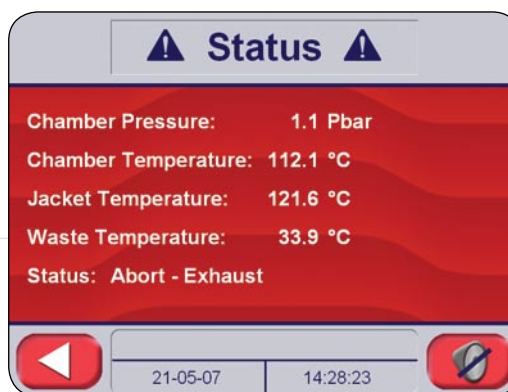 Status
Chamber Pressure: 1.1 Pbar
Chamber Temperature: 112.1 °C
Jacket Temperature: 121.6 °C
Waste Temperature: 33.9 °C
Status: Abort - Exhaust
21-05-07 14:28:23